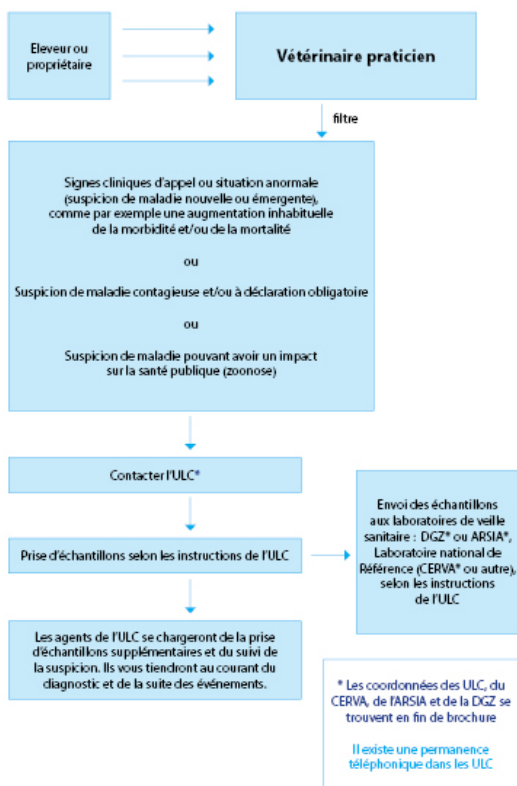 Eleveur ou
propriétaire
Vétérinaire praticien
filtre
Signes cliniques d'appel ou situation anormale
(suspicion de maladie nouvelle ou émergente),
comme par exemple une augmentation inhabituelle
de la morbidité et/ou de la mortalité
ou
Suspicion de maladie contagieuse et/ou à déclaration obligatoire
ou
Suspicion de maladie pouvant avoir un impact
sur la santé publique (zoonose)
Contacter l'ULC*
Prise d'échantillons selon les instructions de l'ULC
Envoi des échantillons
aux laboratoires de veille
sanitaire : DGZ* ou ARSIA*,
Laboratoire national de
Référence (CERVA* ou autre),
selon les instructions
de l'ULC
Les agents de l'ULC se chargeront de la prise
d'échantillons supplémentaires et du suivi de
la suspicion. Ils vous tiendront au courant du
diagnostic et de la suite des événements.
* Les coordonnées des ULC, du
CERVA, de l'ARSIA et de la DGZ se
trouvent en fin de brochure
Il existe une permanence
téléphonique dans les ULC